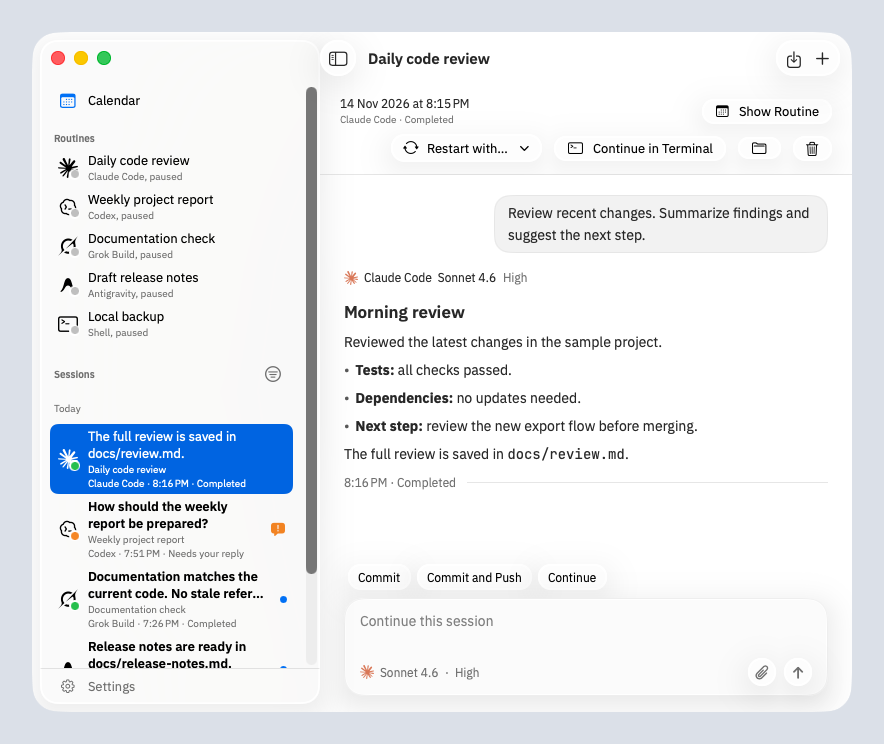 Calendar
Routines
Daily code review
Claude Code, paused
Weekly project report
Codex, paused
Documentation check
Grok Build, paused
Draft release notes
Antigravity, paused
Local backup
Shell, paused
Sessions
Today
The full review is saved in
docs/review.md.
Daily code review
Claude Code · 8:16 PM · Completed
How should the weekly
report be prepared?
Weekly project report
Codex · 7:51 PM · Needs your reply
Documentation matches the
current code. No stale refer...
Documentation check
Grok Build · 7:26 PM · Completed
Release notes are ready in
docs/release-notes.md.
Settings
Daily code review
14 Nov 2026 at 8:15 PM
Claude Code · Completed
Show Routine
Restart with...
Continue in Terminal
Review recent changes. Summarize findings and
suggest the next step.
Claude Code Sonnet 4.6 High
Morning review
Reviewed the latest changes in the sample project.
• Tests: all checks passed.
• Dependencies: no updates needed.
• Next step: review the new export flow before merging.
The full review is saved in docs/review.md.
8:16 PM · Completed
Commit
Commit and Push
Continue
Continue this session
Sonnet 4.6 · High